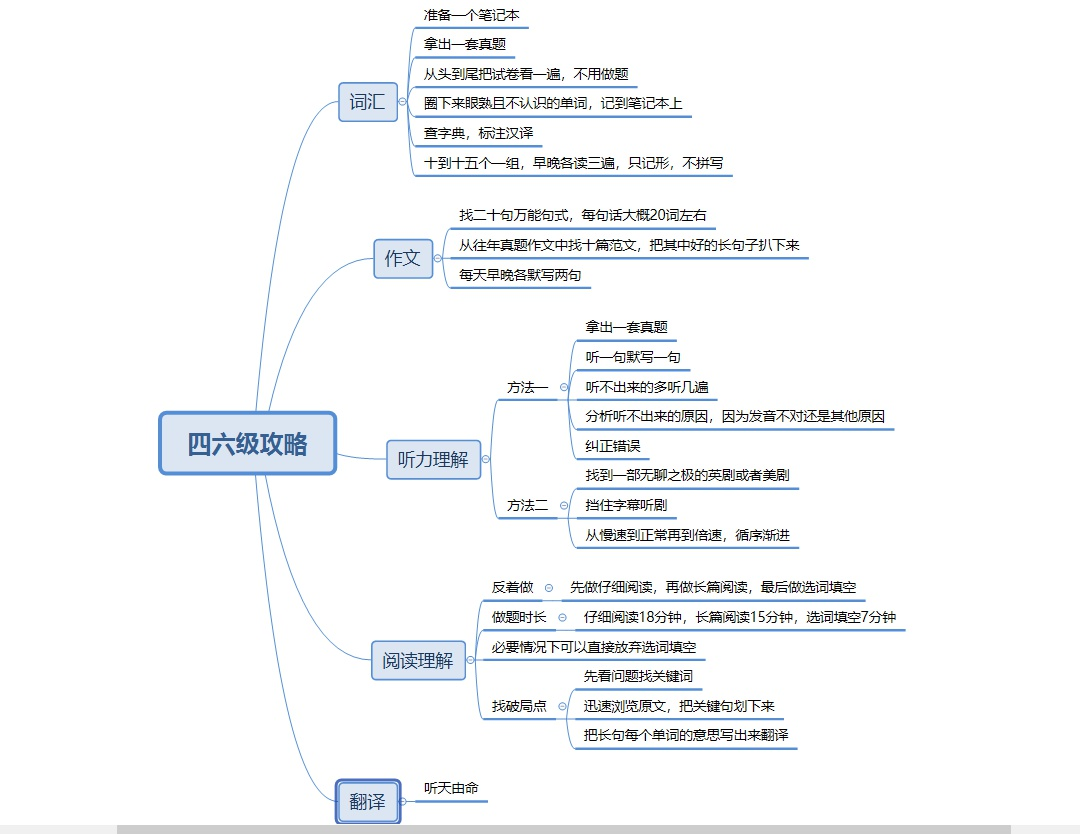 四六级攻略
词汇
准备一个笔记本
拿出一套真题
从头到尾把试卷看一遍，不用做题
圈下来眼熟且不认识的单词，记到笔记本上
查字典，标注汉译
十到十五个一组，早晚各读三遍，只记形，不拼写
作文
找二十句万能句式，每句话大概20词左右
从往年真题作文中找十篇范文，把其中好的长句子扒下来
每天早晚各默写两句
听力理解
方法一
拿出一套真题
听一句默写一句
听不出来的多听几遍
分析听不出来的原因，因为发音不对还是其他原因
纠正错误
方法二
找到一部无聊之极的英剧或者美剧
挡住字幕听剧
从慢速到正常再到倍速，循序渐进
阅读理解
反着做
先做仔细阅读，再做长篇阅读，最后做选词填空
做题时长
仔细阅读18分钟，长篇阅读15分钟，选词填空7分钟
必要情况下可以直接放弃选词填空
找破局点
先看问题找关键词
迅速浏览原文，把关键句划下来
把长句每个单词的意思写出来翻译
翻译
听天由命